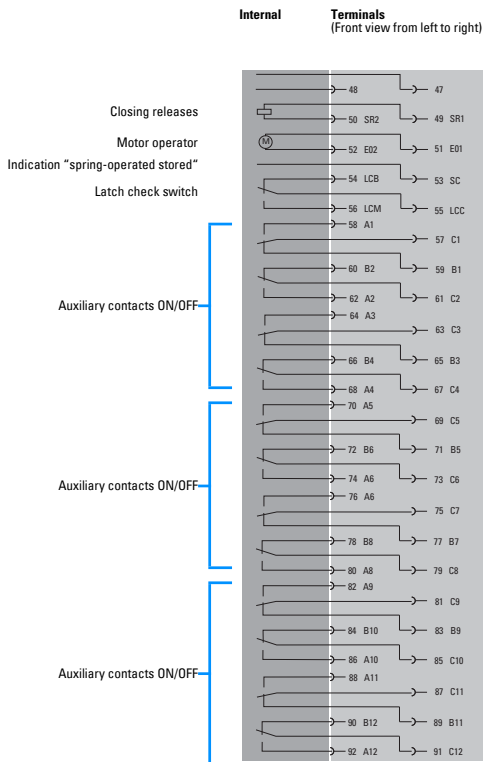 Internal Terminals
(Front view from left to right)
48 47
Closing releases 50 SR2 49 SR1
Motor operator M 52 E02 51 E01
Indication “spring-operated stored“
Latch check switch 54 LCB 53 SC
56 LCM 55 LCC
58 A1
57 C1
60 B2 59 B1
Auxiliary contacts ON/OFF 62 A2 61 C2
64 A3
63 C3
66 B4 65 B3
68 A4 67 C4
70 A5
69 C5
72 B6 71 B5
Auxiliary contacts ON/OFF 74 A6 73 C6
76 A6
75 C7
78 B8 77 B7
80 A8 79 C8
82 A9
81 C9
84 B10 83 B9
86 A10 85 C10
Auxiliary contacts ON/OFF 88 A11
87 C11
90 B12 89 B11
92 A12 91 C12